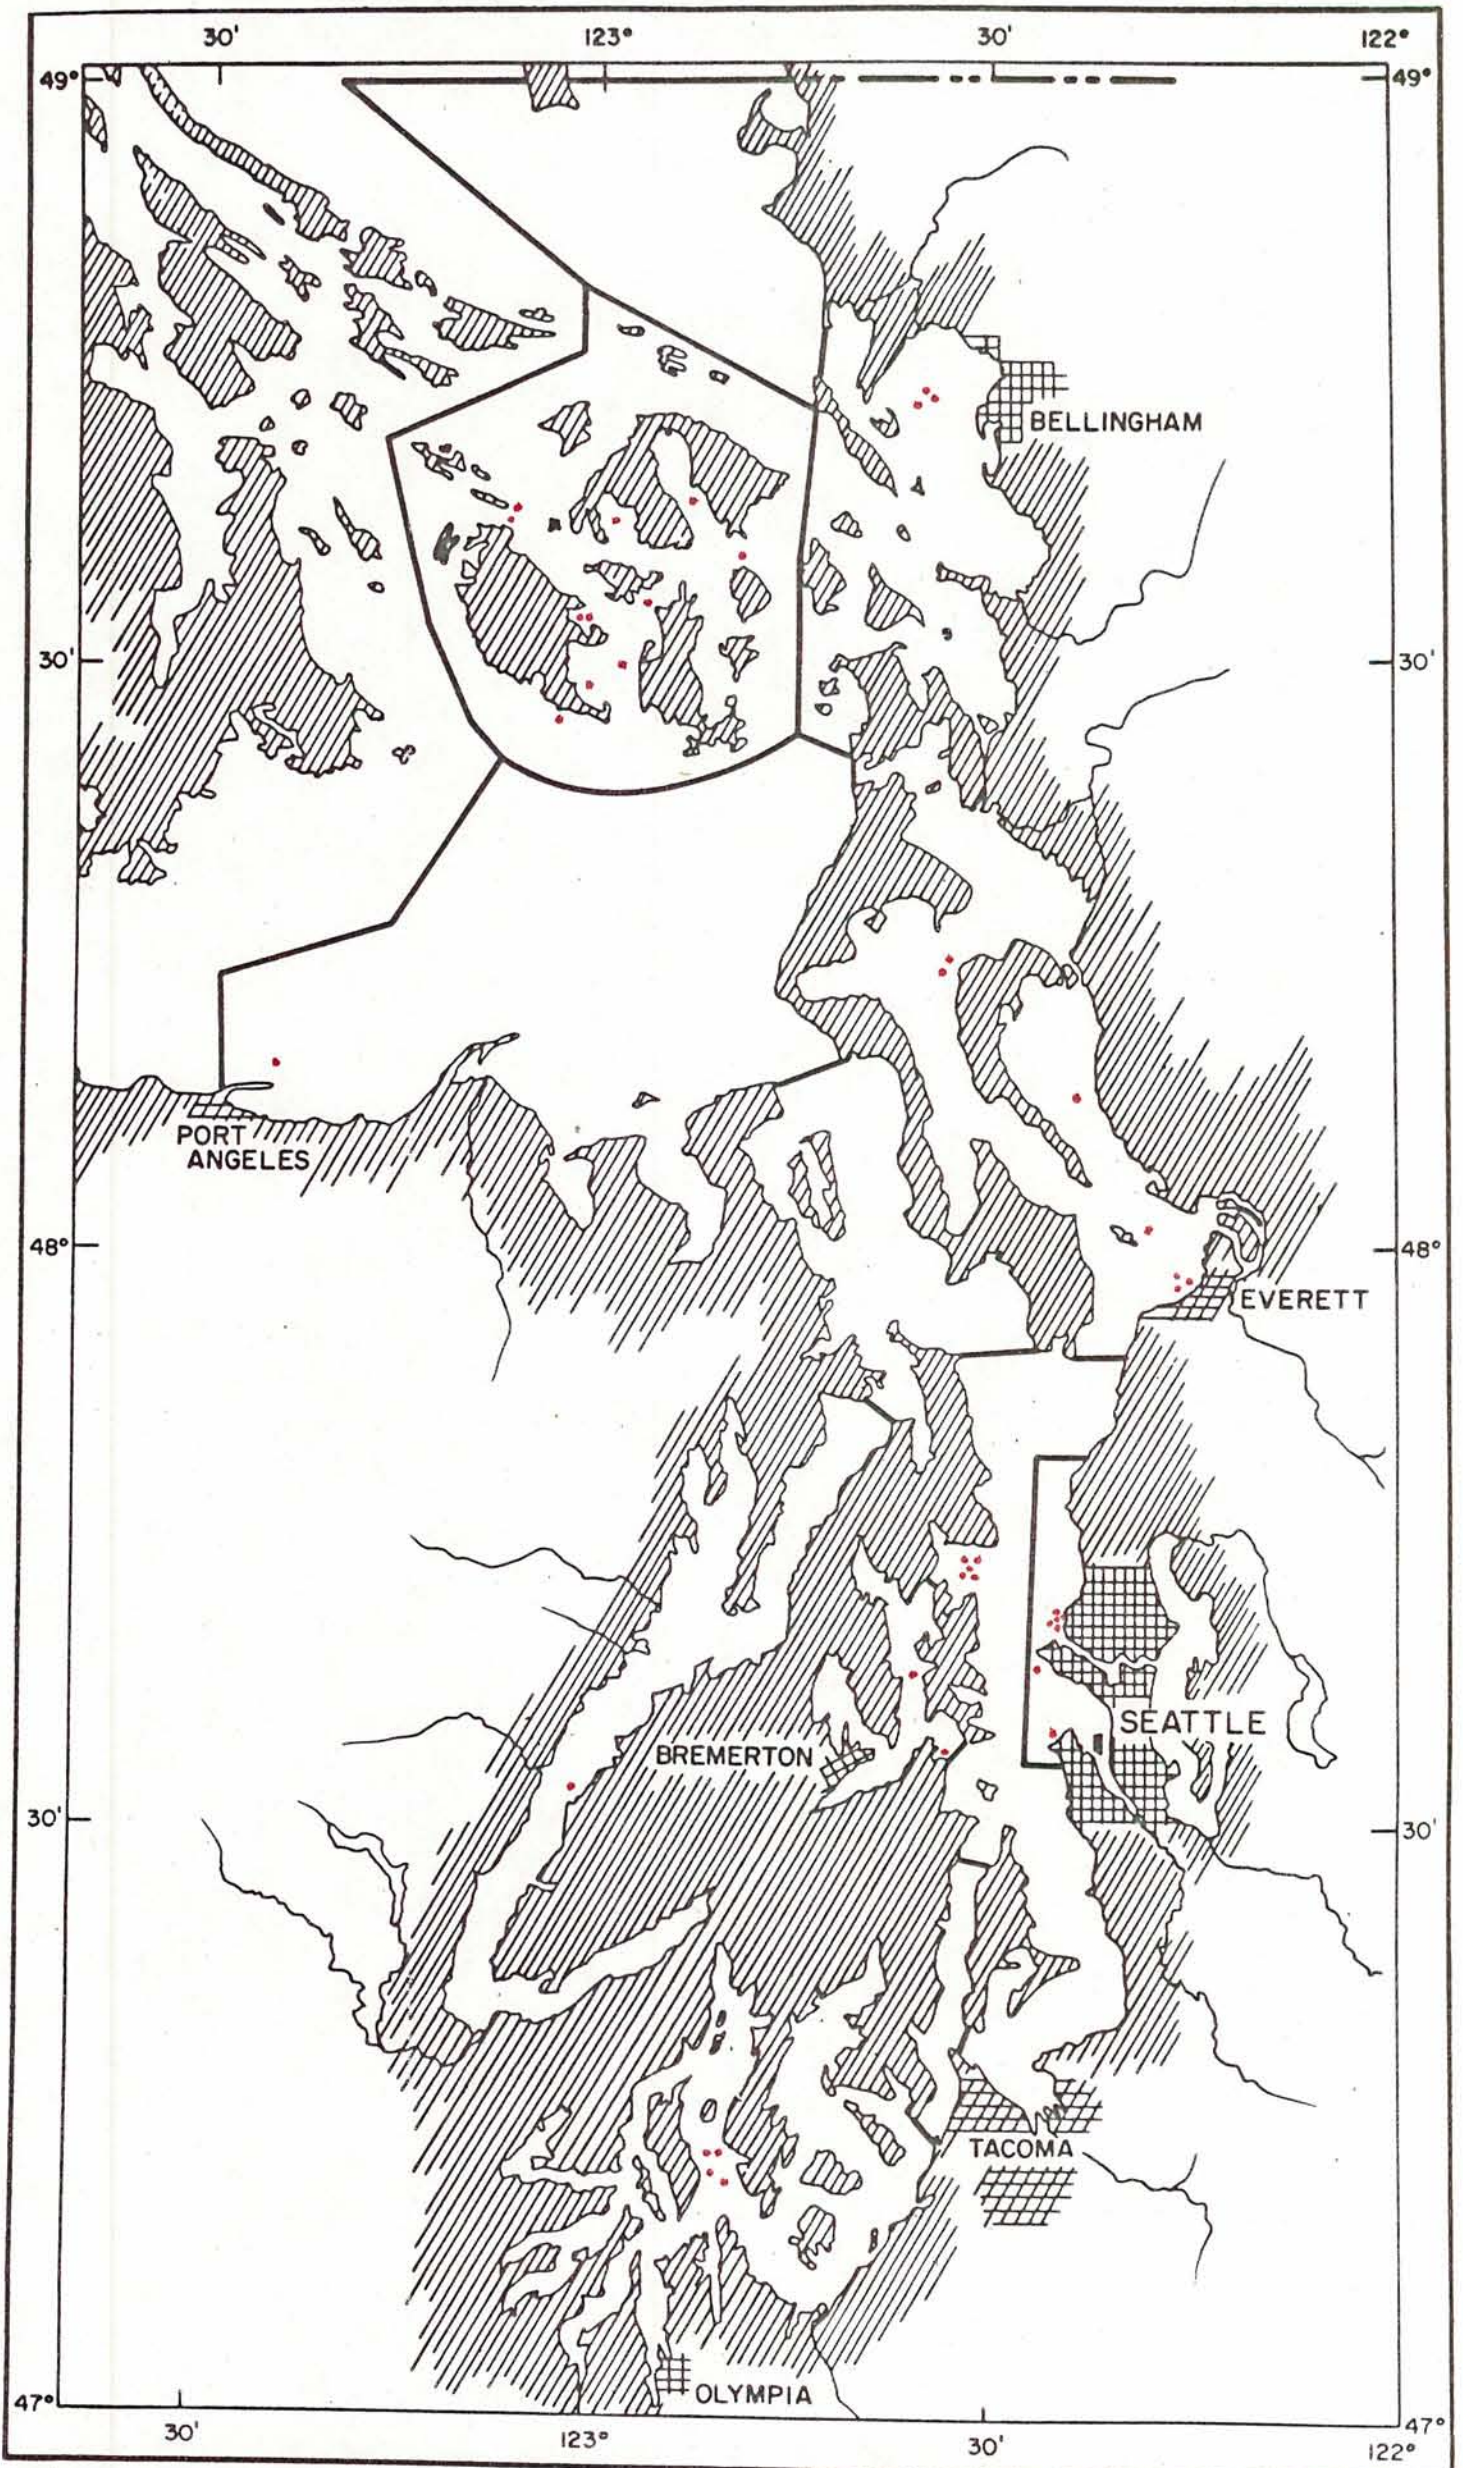 30' 123° 30' 122°
49° 49°
BELLINGHAM
30' 30'
PORT
ANGELES
48° 48°
EVERETT
SEATTLE
BREMERTON
30' 30'
TACOMA
OLYMPIA
47° 47°
30' 123° 30' 122°